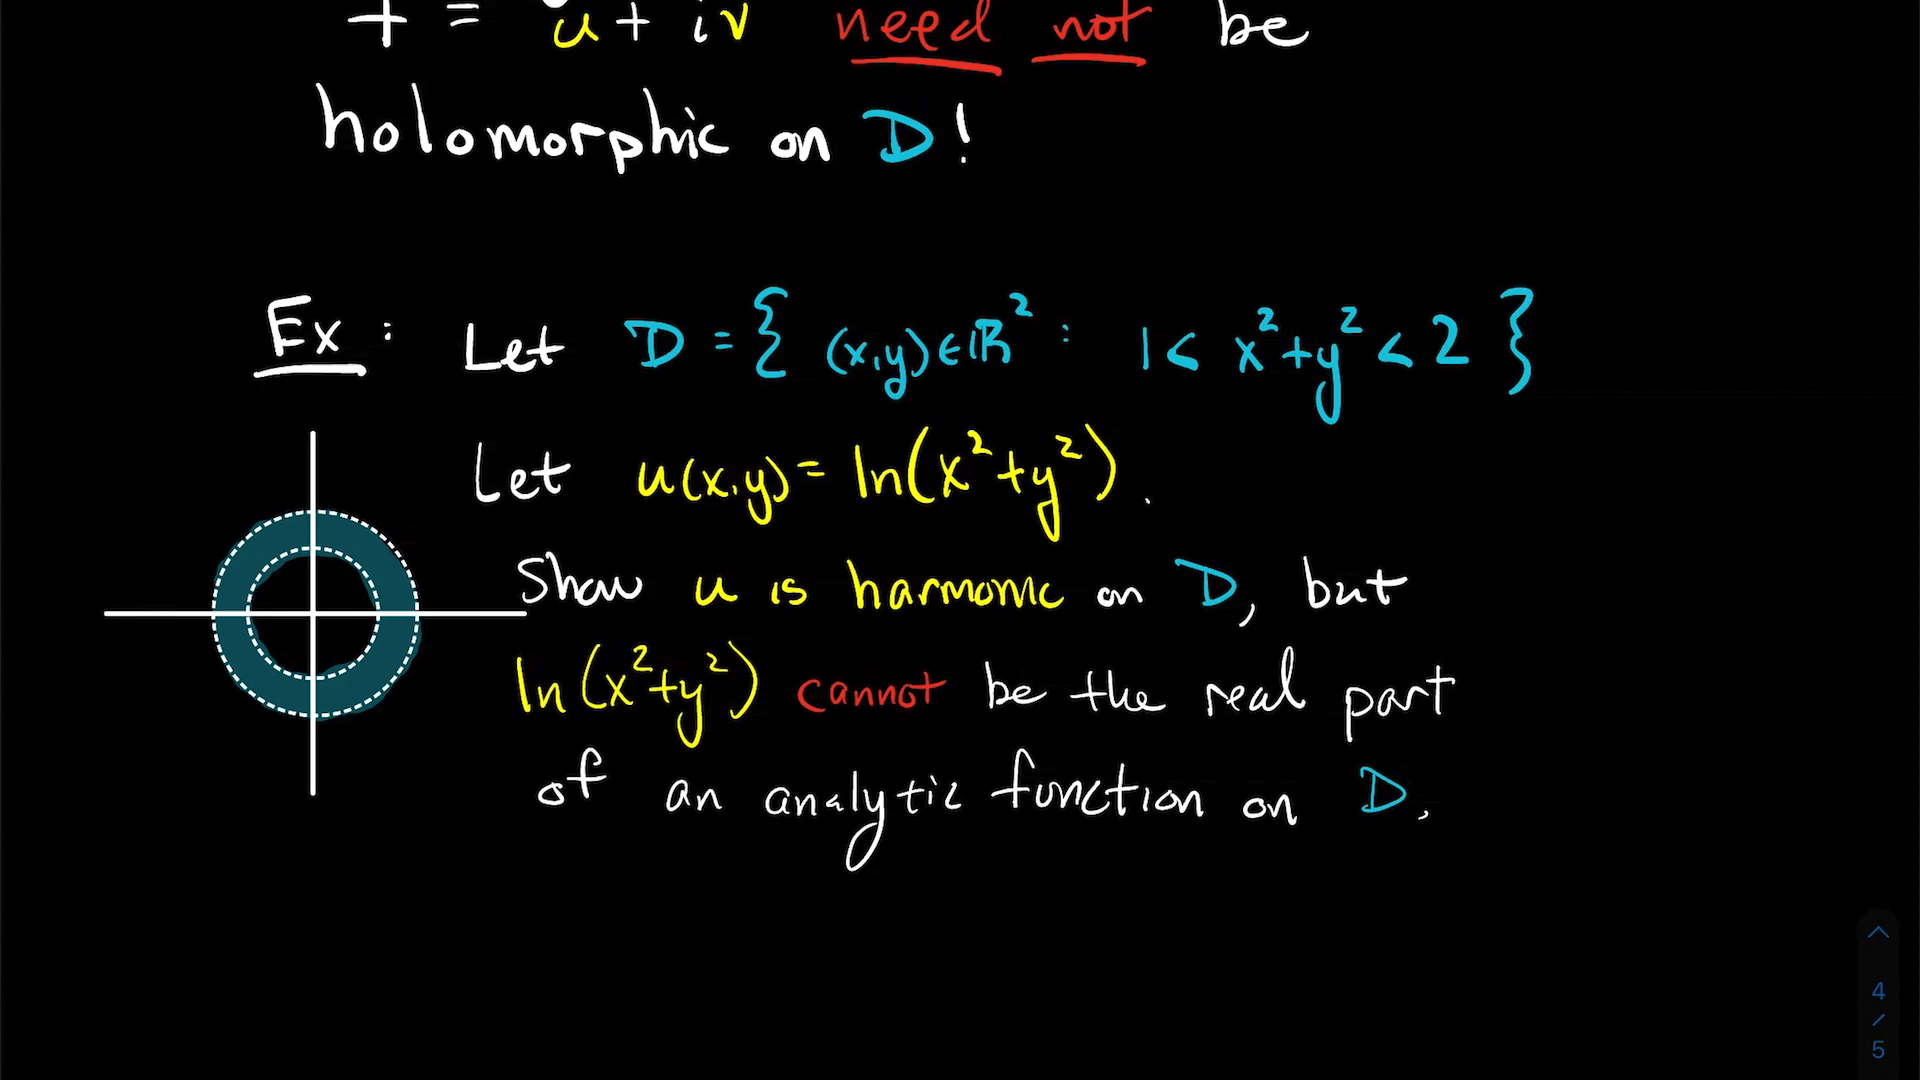 f = u + iv need not be
holomorphic on D!
Ex: Let D = { (x,y) ∈ ℝ² : 1 < x² + y² < 2 }
Let u(x,y) = ln(x² + y²).
Show u is harmonic on D, but
ln(x² + y²) cannot be the real part
of an analytic function on D.
4
/
5